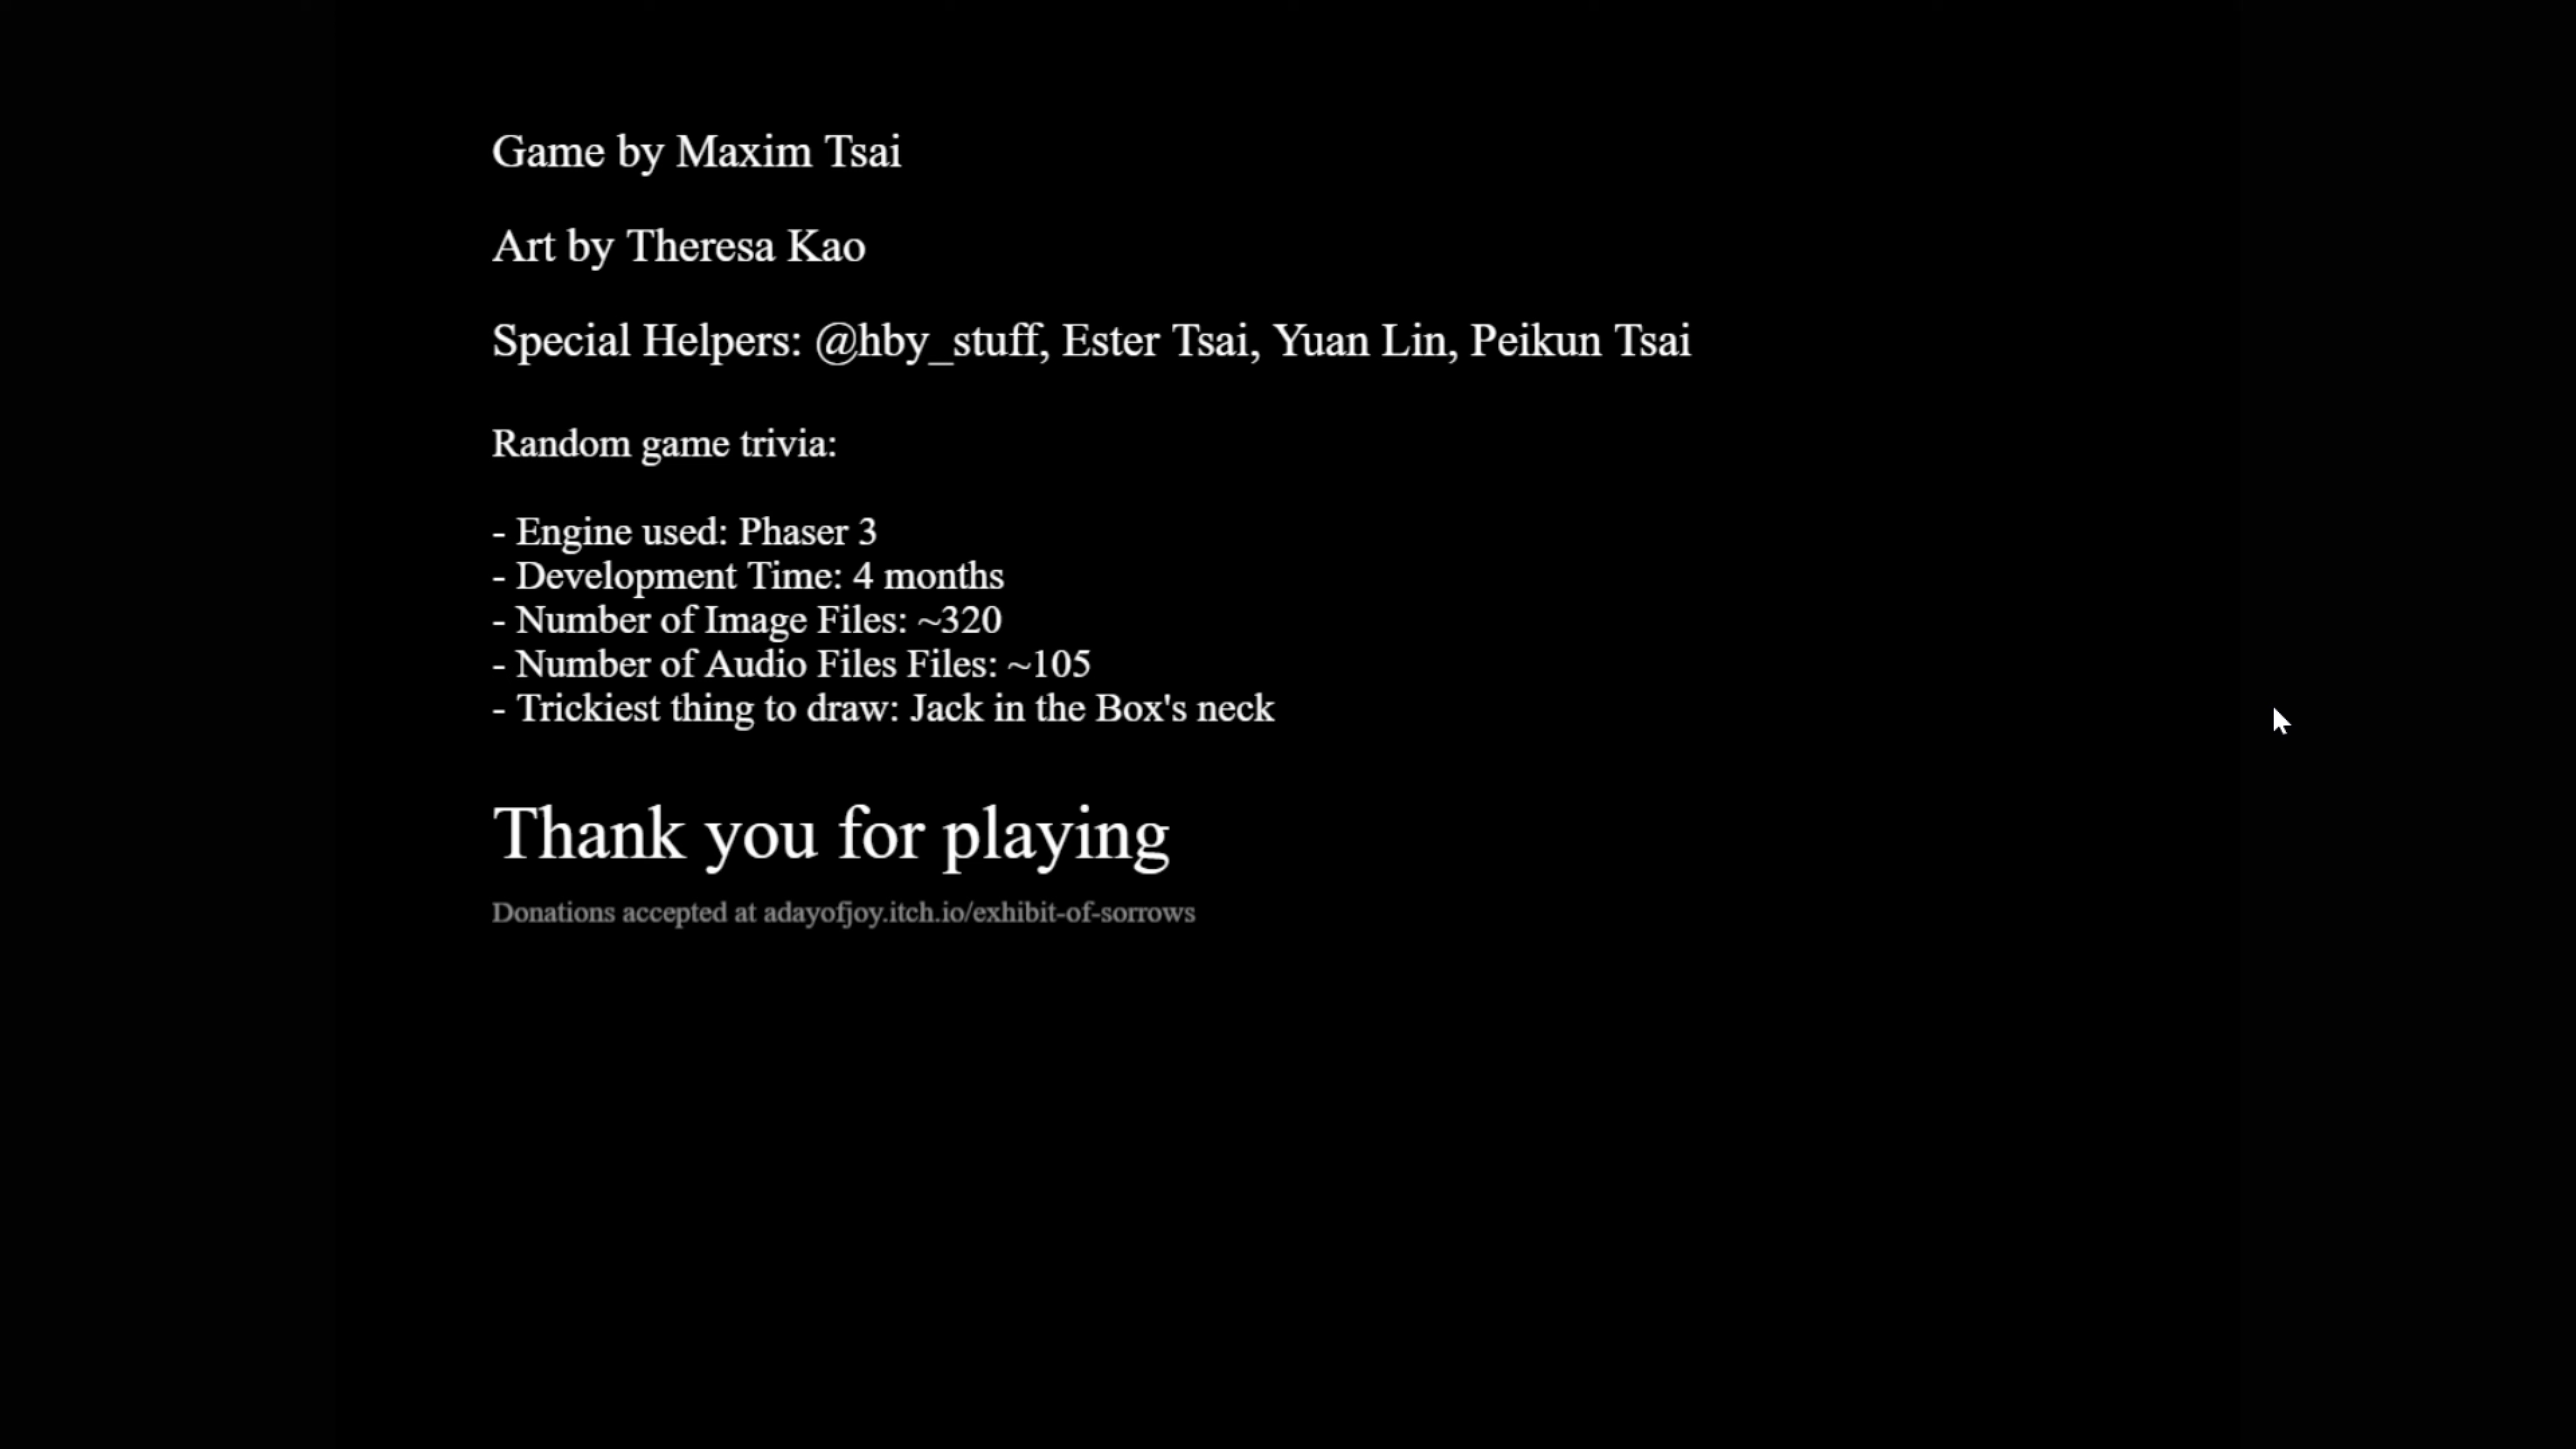 Game by Maxim Tsai
Art by Theresa Kao
Special Helpers: @hby_stuff, Ester Tsai, Yuan Lin, Peikun Tsai
Random game trivia:
- Engine used: Phaser 3
- Development Time: 4 months
- Number of Image Files: ~320
- Number of Audio Files Files: ~105
- Trickiest thing to draw: Jack in the Box's neck
Thank you for playing
Donations accepted at adayofjoy.itch.io/exhibit-of-sorrows